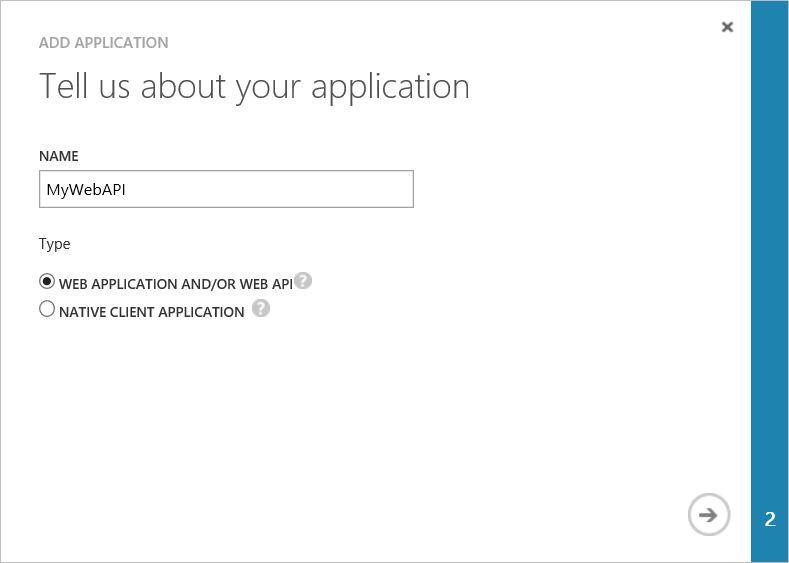 ADD APPLICATION
Tell us about your application
NAME
MyWebAPI
Type
WEB APPLICATION AND/OR WEB API ?
NATIVE CLIENT APPLICATION ?
2